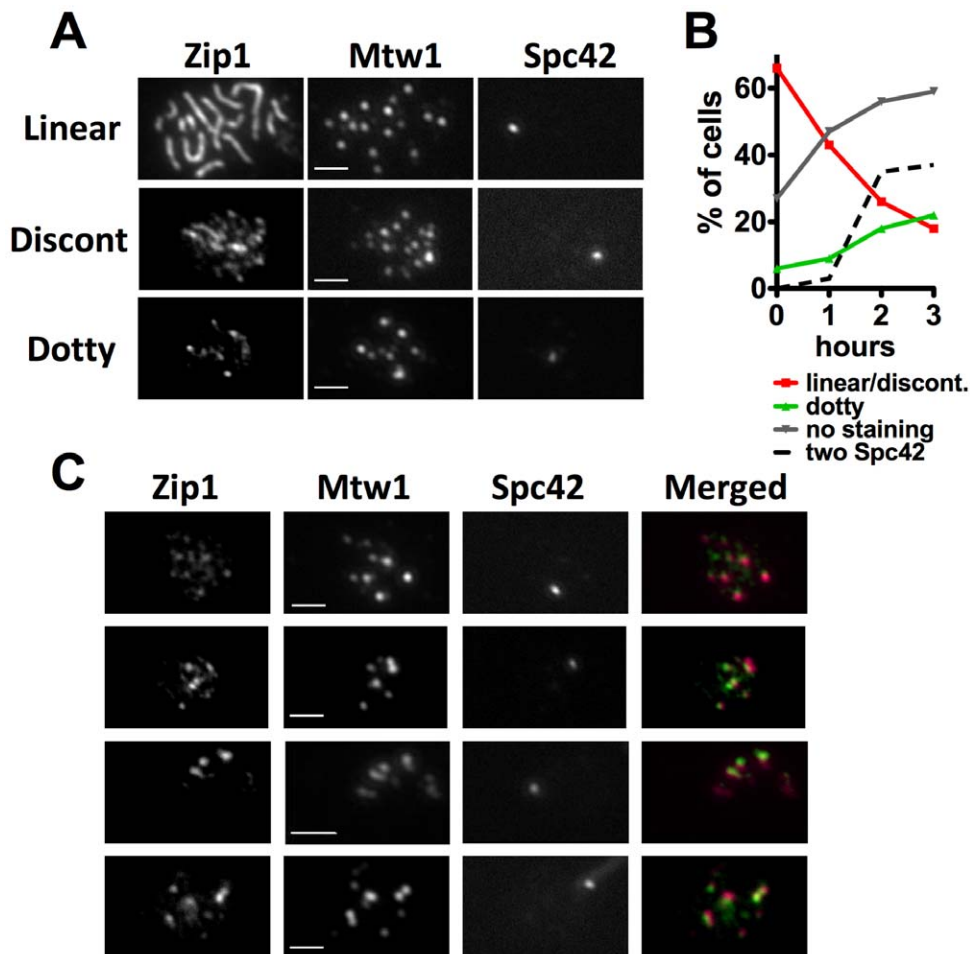 A
Zip1 Mtw1 Spc42
Linear
Discont
Dotty
B
% of cells
60
40
20
0
0 1 2 3
hours
linear/discont.
dotty
no staining
two Spc42
C
Zip1 Mtw1 Spc42 Merged